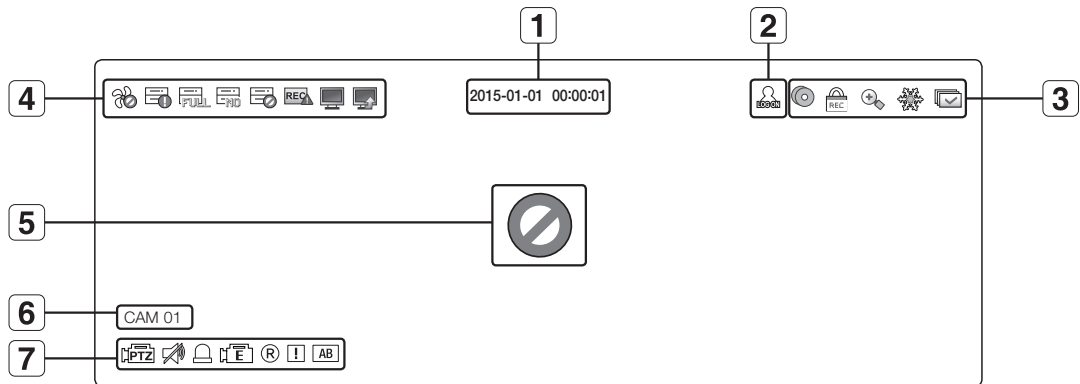 1
2
4
FULL
NO
REC
2015-01-01 00:00:01
LOG ON
REC
3
5
6
CAM 01
7
PTZ
E
R
!
AB